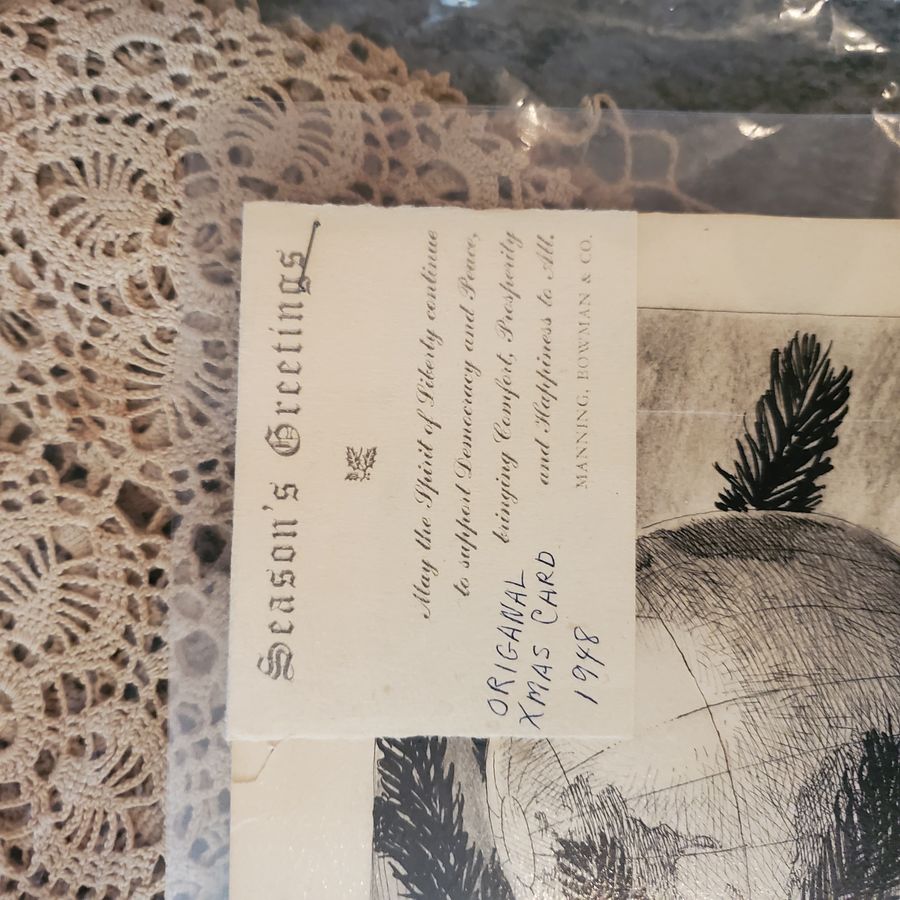 Season's Greetings
May the Spirit of Liberty continue
to support Democracy and Peace,
bringing Comfort, Prosperity
and Happiness to All.
MANNING, BOWMAN & CO.
ORIGANAL
XMAS CARD
1948